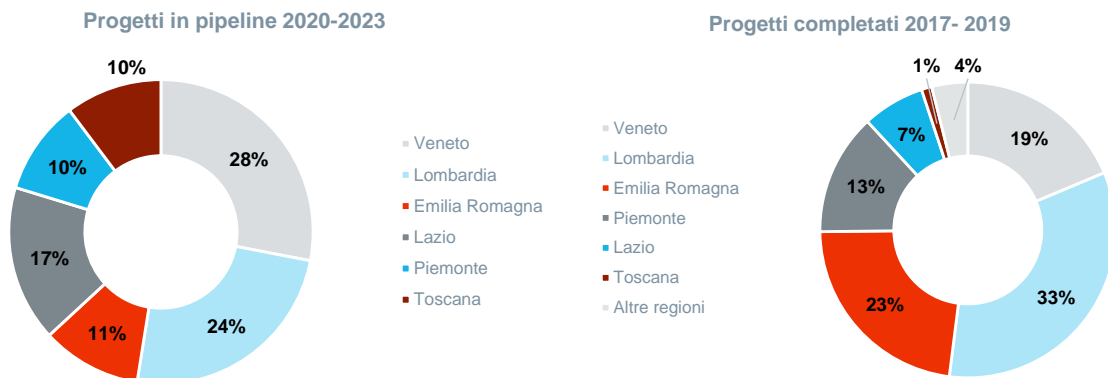 Progetti in pipeline 2020-2023
10%
28%
10%
17%
11%
24%
Veneto
Lombardia
Emilia Romagna
Lazio
Piemonte
Toscana
Progetti completati 2017- 2019
1%
4%
7%
19%
13%
23%
33%
Veneto
Lombardia
Emilia Romagna
Piemonte
Lazio
Toscana
Altre regioni